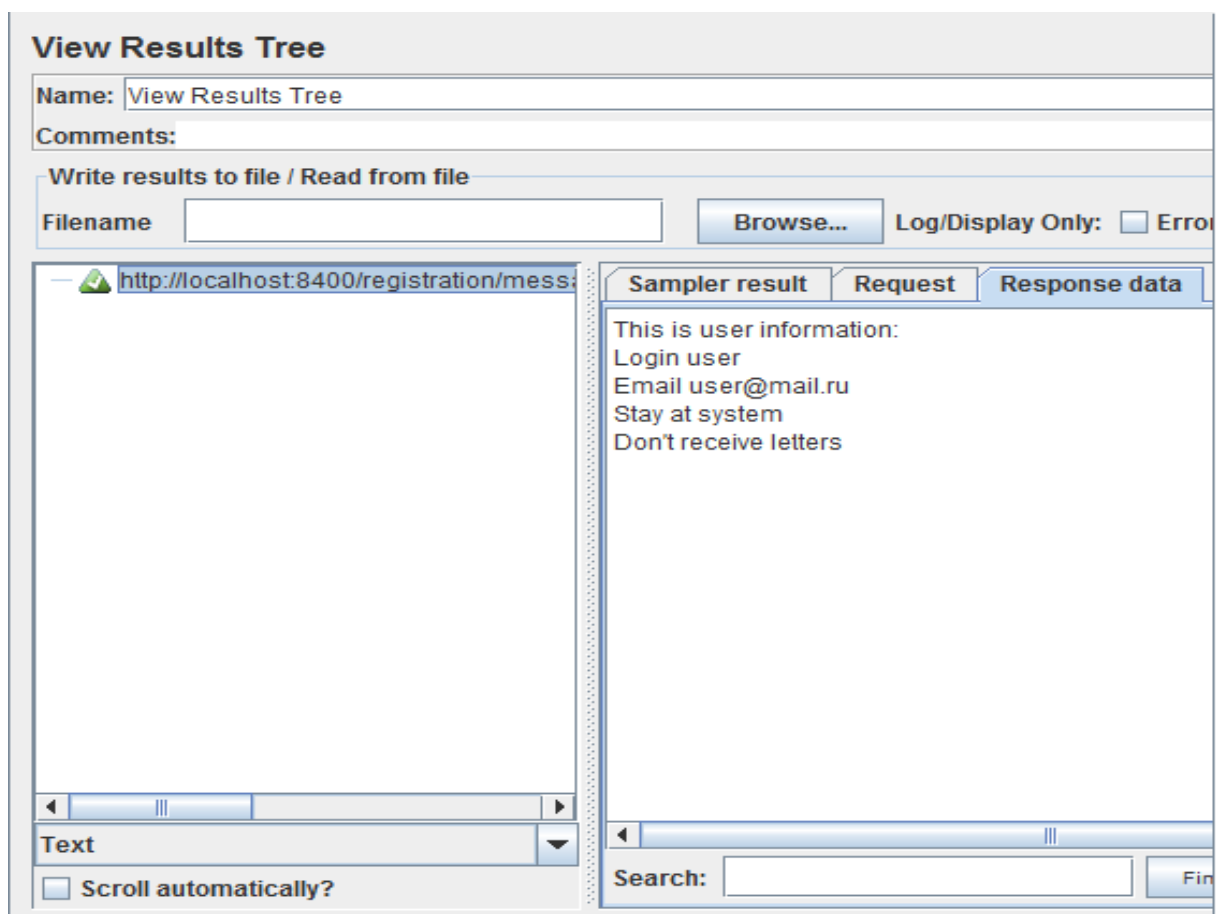 View Results Tree
Name: View Results Tree
Comments:
Write results to file / Read from file
Filename Browse... Log/Display Only:
http://localhost:8400/registration/
Sampler result Request Response data
This is user information:
Login user
Email user@mail.ru
Stay at system
Don't receive letters
Text
Scroll automatically?
Search: